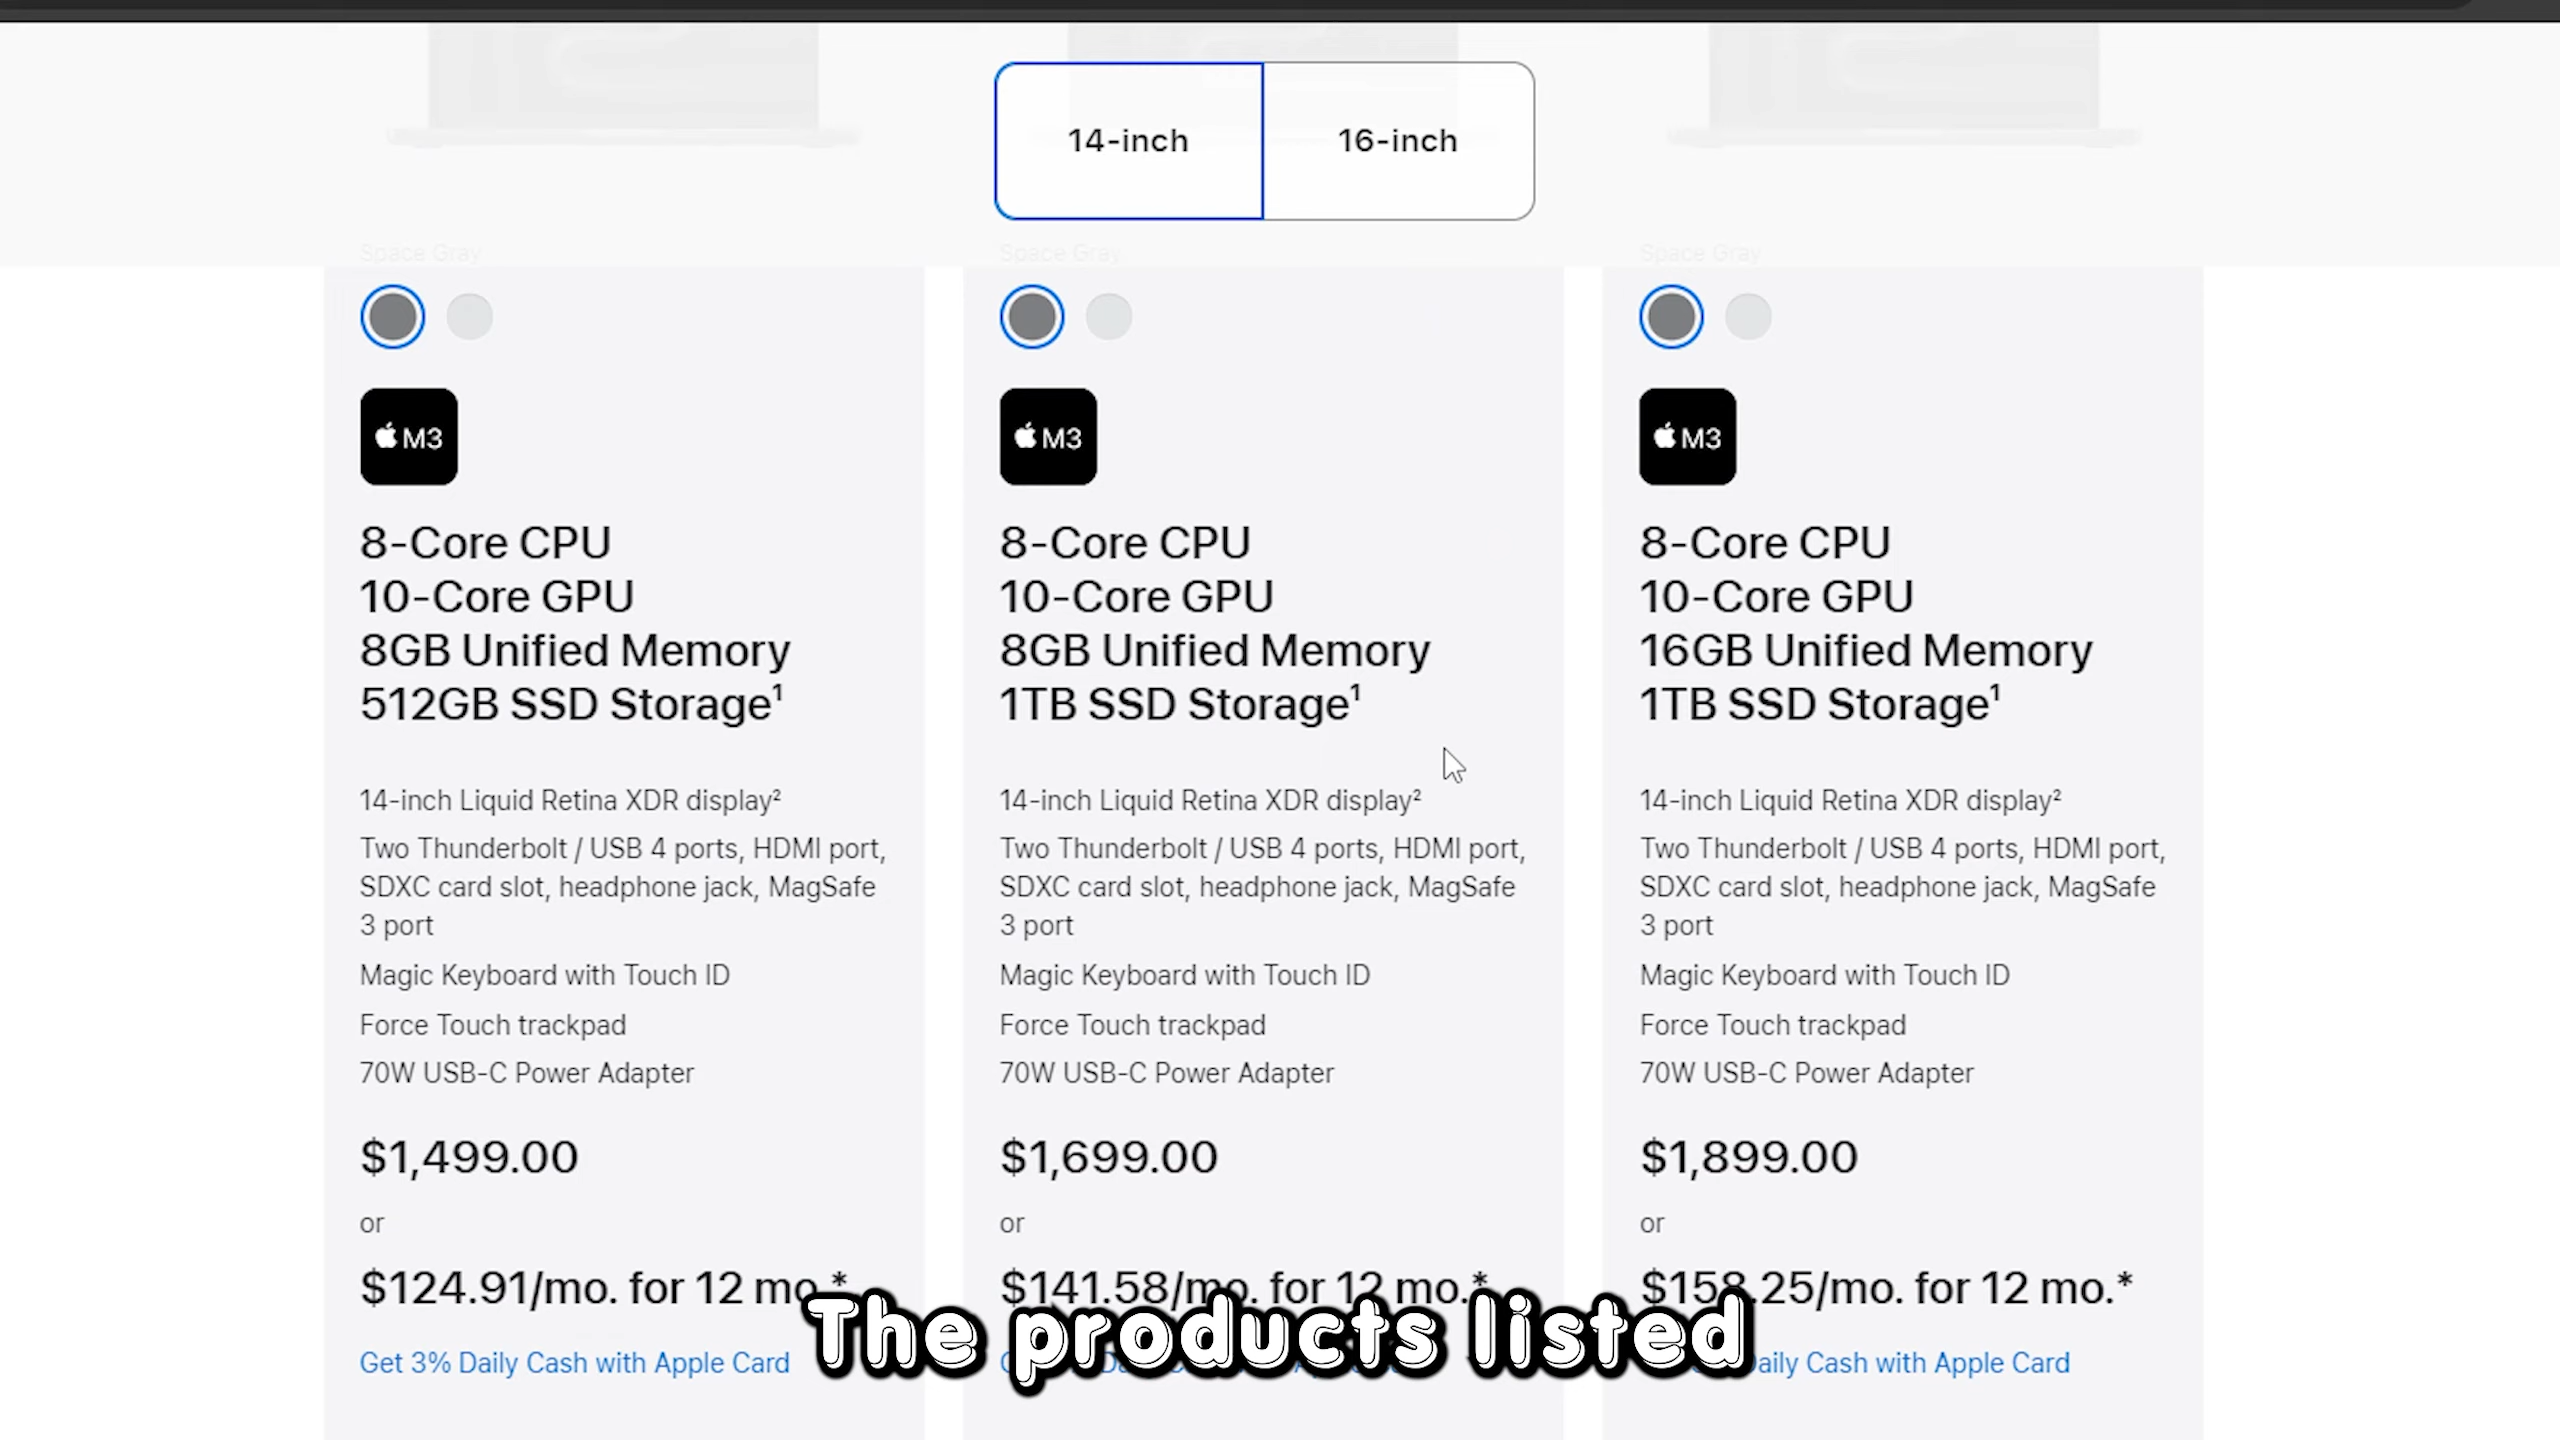 14-inch
16-inch
Space Gray
Space Gray
Space Gray
M3
8-Core CPU
10-Core GPU
8GB Unified Memory
512GB SSD Storage¹
14-inch Liquid Retina XDR display²
Two Thunderbolt / USB 4 ports, HDMI port,
SDXC card slot, headphone jack, MagSafe
3 port
Magic Keyboard with Touch ID
Force Touch trackpad
70W USB-C Power Adapter
$1,499.00
or
$124.91/mo. for 12 mo.*
Get 3% Daily Cash with Apple Card
M3
8-Core CPU
10-Core GPU
8GB Unified Memory
1TB SSD Storage¹
14-inch Liquid Retina XDR display²
Two Thunderbolt / USB 4 ports, HDMI port,
SDXC card slot, headphone jack, MagSafe
3 port
Magic Keyboard with Touch ID
Force Touch trackpad
70W USB-C Power Adapter
$1,699.00
or
$141.58/mo. for 12 mo.*
M3
8-Core CPU
10-Core GPU
16GB Unified Memory
1TB SSD Storage¹
14-inch Liquid Retina XDR display²
Two Thunderbolt / USB 4 ports, HDMI port,
SDXC card slot, headphone jack, MagSafe
3 port
Magic Keyboard with Touch ID
Force Touch trackpad
70W USB-C Power Adapter
$1,899.00
or
$158.25/mo. for 12 mo.*
Daily Cash with Apple Card
The products listed